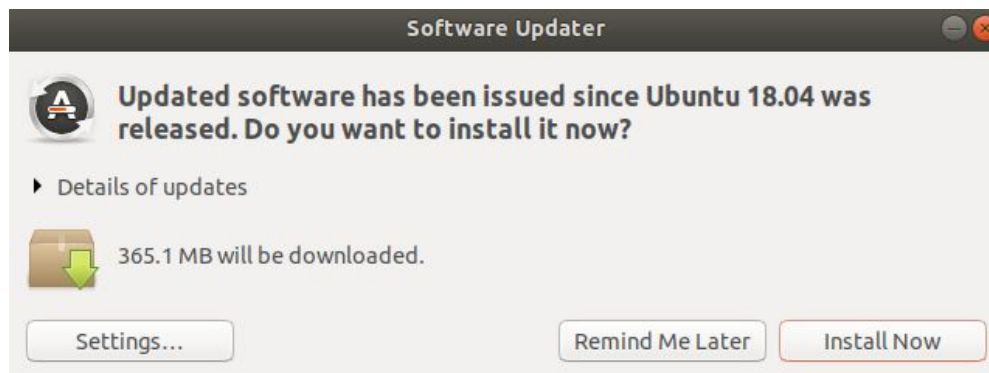 Software Updater
Updated software has been issued since Ubuntu 18.04 was
released. Do you want to install it now?
Details of updates
365.1 MB will be downloaded.
Settings...
Remind Me Later
Install Now